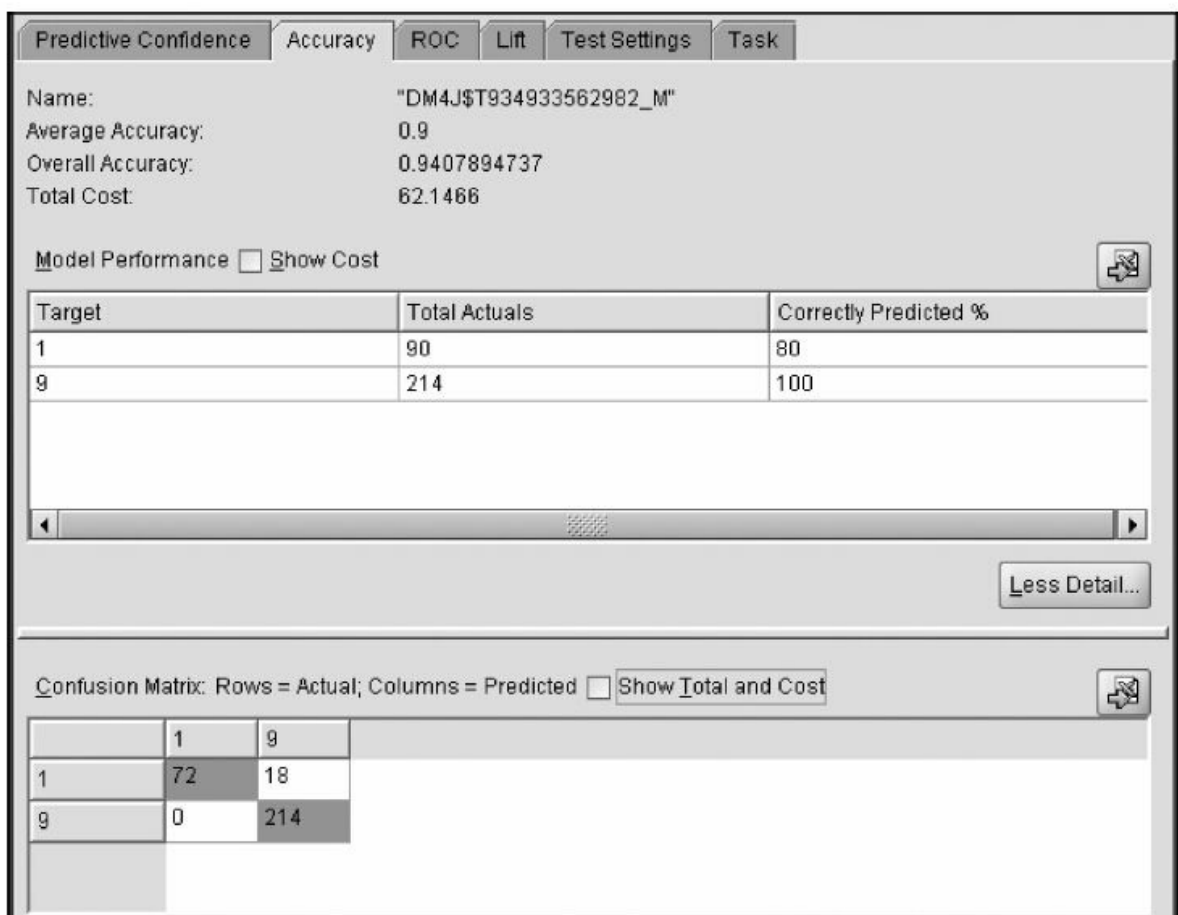 Predictive Confidence Accuracy ROC Lift Test Settings Task
Name: "DM4J$T934933562982_M"
Average Accuracy: 0.9
Overall Accuracy: 0.9407894737
Total Cost: 62.1466
Model Performance Show Cost
Target Total Actuals Correctly Predicted %
1 90 80
9 214 100
Less Detail...
Confusion Matrix: Rows = Actual; Columns = Predicted Show Total and Cost
1 9
1 72 18
9 0 214